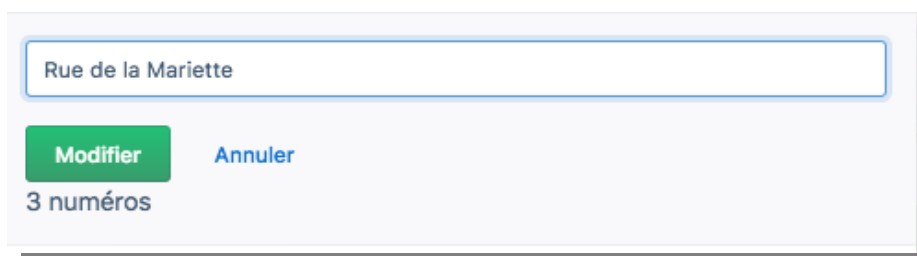 Rue de la Mariette
Modifier Annuler
3 numéros